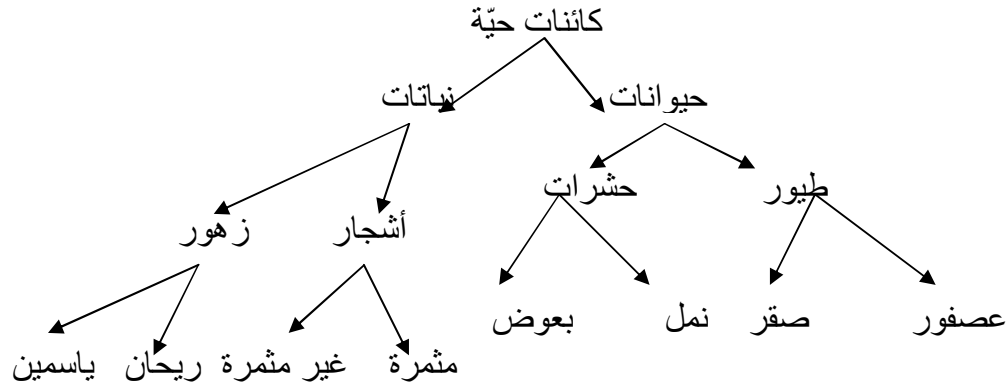 كائنات حيّة
حيوانات نباتات
طيور حشرات
أشجار زهور
عصفور صقر نمل بعوض
مثمرة غير مثمرة ريحان ياسمين